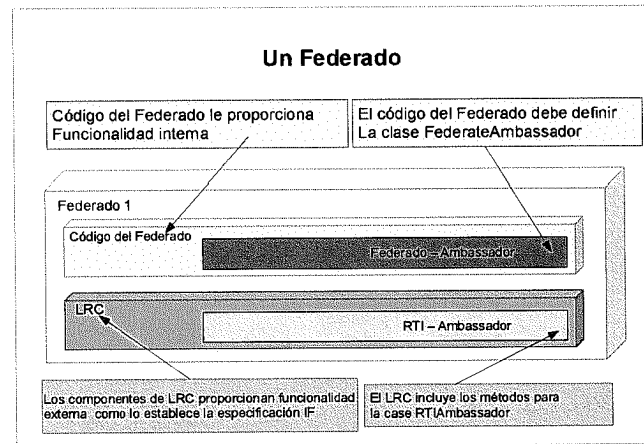 Un Federado
Código del Federado le proporciona
Funcionalidad interna
El código del Federado debe definir
La clase FederateAmbassador
Federado 1
Código del Federado
Federado – Ambassador
LRC
RTI – Ambassador
Los componentes de LRC proporcionan funcionalidad
externa como lo establece la especificación IF
El LRC incluye los métodos para
la case RTIAmbassador